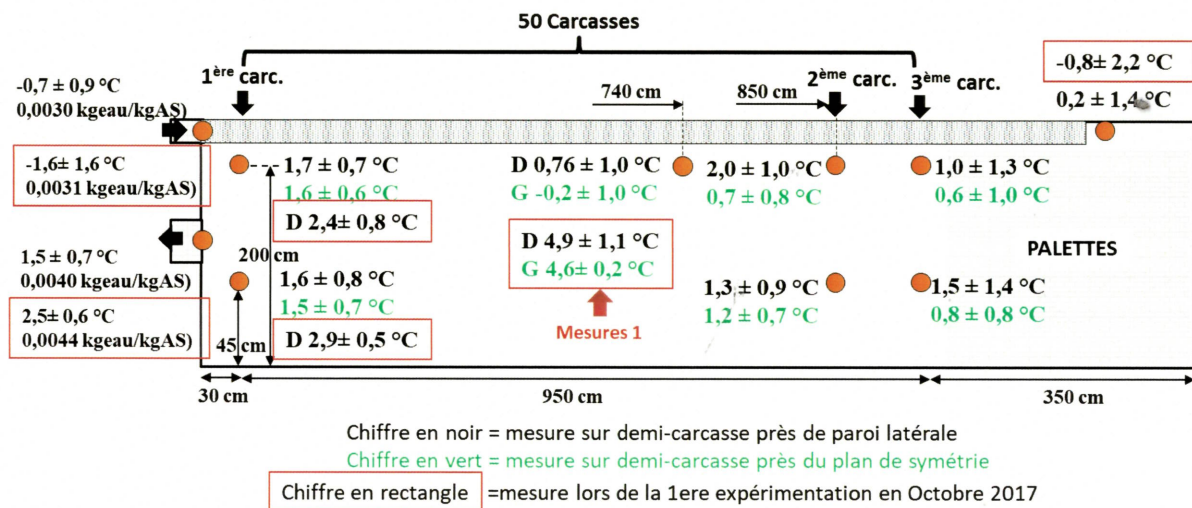 50 Carcasses
1ère carc.
2ème carc.
3ème carc.
740 cm
850 cm
-0,8± 2,2 °C
0,2 ± 1,4 °C
-0,7 ± 0,9 °C
0,0030 kgeau/kgAS)
-1,6± 1,6 °C
0,0031 kgeau/kgAS)
1,7 ± 0,7 °C
1,6 ± 0,6 °C
D 2,4± 0,8 °C
D 0,76 ± 1,0 °C
G -0,2 ± 1,0 °C
2,0 ± 1,0 °C
0,7 ± 0,8 °C
1,0 ± 1,3 °C
0,6 ± 1,0 °C
200 cm
D 4,9 ± 1,1 °C
G 4,6± 0,2 °C
Mesures 1
PALETTES
1,5 ± 0,7 °C
0,0040 kgeau/kgAS)
2,5± 0,6 °C
0,0044 kgeau/kgAS)
1,6 ± 0,8 °C
1,5 ± 0,7 °C
D 2,9± 0,5 °C
45 cm
1,3 ± 0,9 °C
1,2 ± 0,7 °C
1,5 ± 1,4 °C
0,8 ± 0,8 °C
30 cm
950 cm
350 cm
Chiffre en noir = mesure sur demi-carcasse près de paroi latérale
Chiffre en vert = mesure sur demi-carcasse près du plan de symétrie
Chiffre en rectangle =mesure lors de la 1ere expérimentation en Octobre 2017